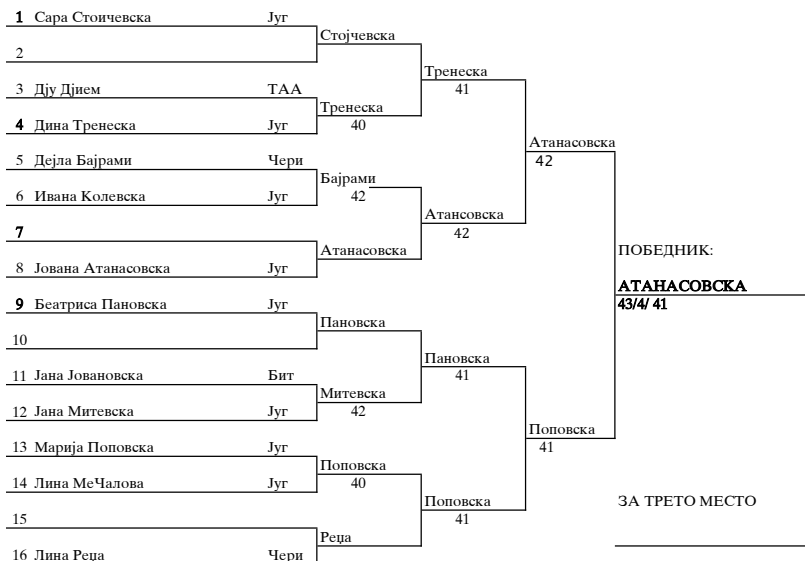 1 Сара Стоичевска Југ
Стојчевска
2
Тренеска
3 Дју Дјием ТАА
41
Тренеска
4 Дина Тренеска Југ
40
Атанасовска
42
5 Дејла Бајрами Чери
Бајрами
6 Ивана Колевска Југ
42
Атансовска
42
7
Атанасовска
ПОБЕДНИК:
8 Јована Атанасовска Југ
АТАНАСОВСКА
43/4/ 41
9 Беатриса Пановска Југ
Пановска
10
Пановска
41
11 Јана Јовановска Бит
Митевска
12 Јана Митевска Југ
42
Поповска
41
13 Марија Поповска Југ
Поповска
14 Лина МеЧалова Југ
40
Поповска
41
ЗА ТРЕТО МЕСТО
15
Реџа
16 Лина Реџа Чери